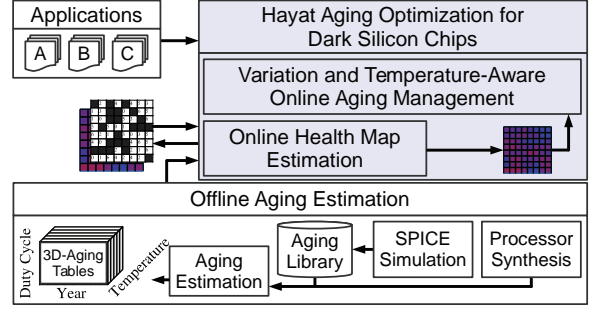 Applications
A
B
C
Hayat Aging Optimization for
Dark Silicon Chips
Variation and Temperature-Aware
Online Aging Management
Online Health Map
Estimation
Offline Aging Estimation
Duty Cycle
3D-Aging
Tables
Year
Temperature
Aging
Estimation
Aging
Library
SPICE
Simulation
Processor
Synthesis